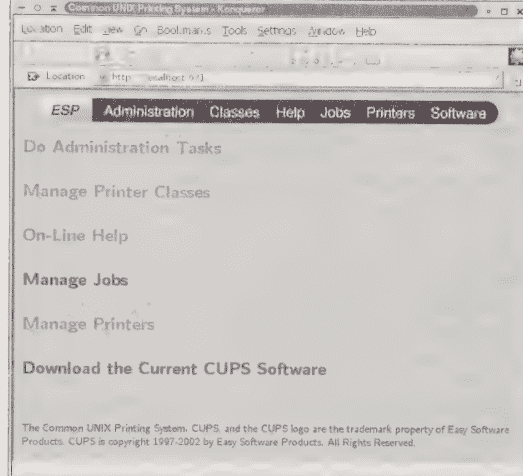 Common UNIX Printing System - Konqueror
Location Edit View Go Bookmarks Tools Settings Window Help
Location http localhost
ESP Administration Classes Help Jobs Printers Software
Do Administration Tasks
Manage Printer Classes
On-Line Help
Manage Jobs
Manage Printers
Download the Current CUPS Software
The Common UNIX Printing System, CUPS, and the CUPS logo are the trademark property of Easy Software
Products. CUPS is copyright 1997-2002 by Easy Software Products. All Rights Reserved.